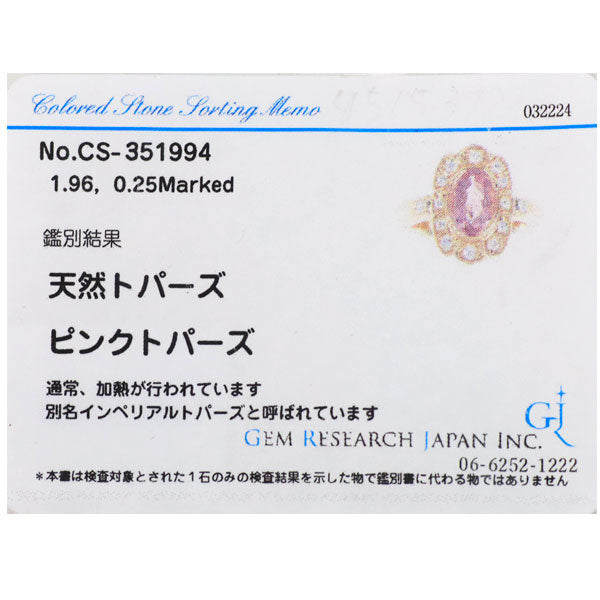 Colored Stone Sorting Memo
032224
No.CS-351994
1.96, 0.25Marked
鑑別結果
天然トパーズ
ピンクトパーズ
通常、加熱が行われています
別名インペリアルトパーズと呼ばれています
GJ
GEM RESEARCH JAPAN INC.
06-6252-1222
*本書は検査対象とされた1石のみの検査結果を示した物で鑑別書に代わる物ではありません